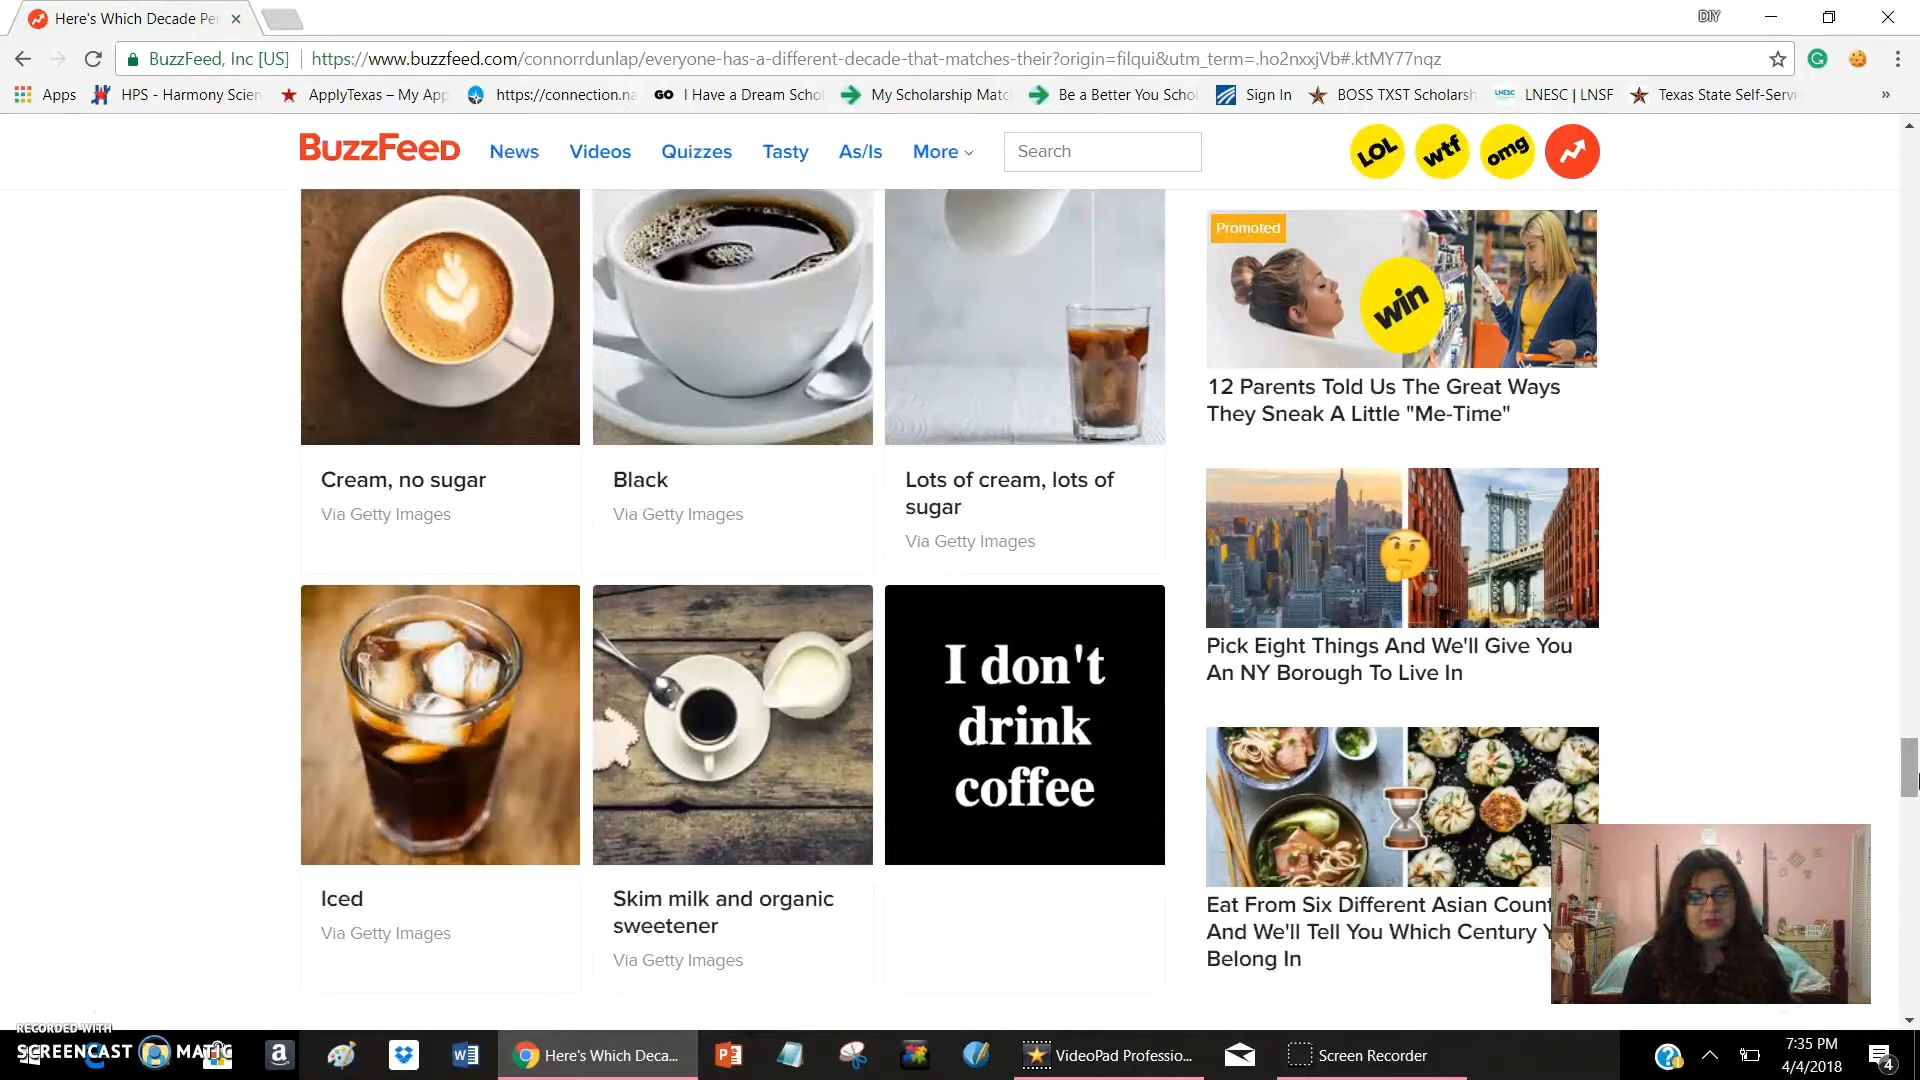 Here's Which Decade Per
DIY
BuzzFeed, Inc [US]
https://www.buzzfeed.com/connorrdunlap/everyone-has-a-different-decade-that-matches-their?origin=filqui&utm_term=.ho2nxxjVb#.ktMY77nqz
Apps
HPS - Harmony Scien
ApplyTexas – My App
https://connection.na
GO I Have a Dream Schol
My Scholarship Matc
Be a Better You Schol
Sign In
BOSS TXST Scholarsh
LNESC LNESC | LNSF
Texas State Self-Servi
»
BuzzFeed
News
Videos
Quizzes
Tasty
As/Is
More
Search
LOL
wtf
omg
Promoted
win
12 Parents Told Us The Great Ways
They Sneak A Little "Me-Time"
Cream, no sugar
Via Getty Images
Black
Via Getty Images
Lots of cream, lots of
sugar
Via Getty Images
Pick Eight Things And We'll Give You
An NY Borough To Live In
I don't
drink
coffee
Iced
Via Getty Images
Skim milk and organic
sweetener
Via Getty Images
Eat From Six Different Asian Count
And We'll Tell You Which Century Y
Belong In
RECORDED WITH
SCREENCAST MATIC
Here's Which Deca...
VideoPad Professio...
Screen Recorder
7:35 PM
4/4/2018
4